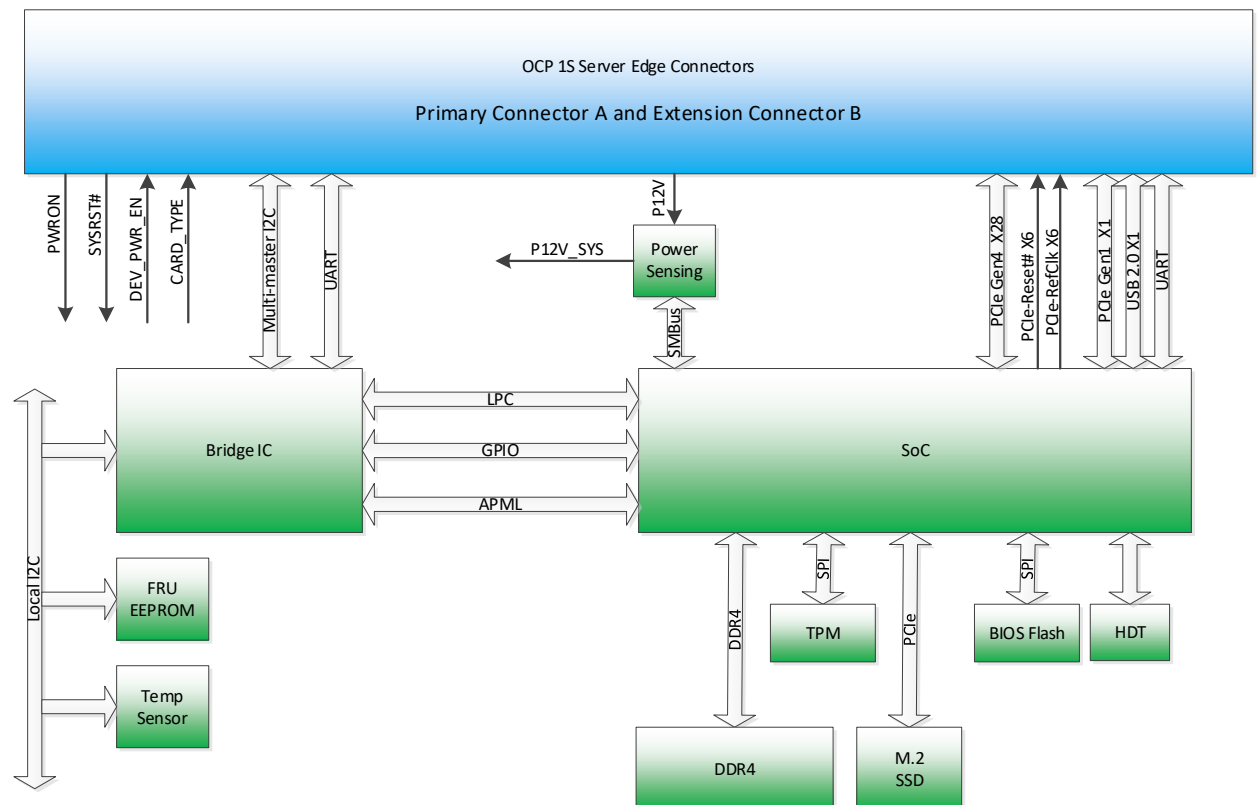 OCP 1S Server Edge Connectors
Primary Connector A and Extension Connector B
PWRON
SYSRST#
DEV_PWR_EN
CARD_TYPE
Multi-master I2C
UART
P12V
P12V_SYS
Power
Sensing
SMBus
PCIe Gen4 X28
PCIe-Reset# X6
PCIe-RefClk X6
PCIe Gen1 X1
USB 2.0 X1
UART
Bridge IC
LPC
GPIO
APML
SoC
Local I2C
FRU
EEPROM
Temp
Sensor
DDR4
SPI
PCIe
SPI
TPM
BIOS Flash
HDT
DDR4
M.2
SSD